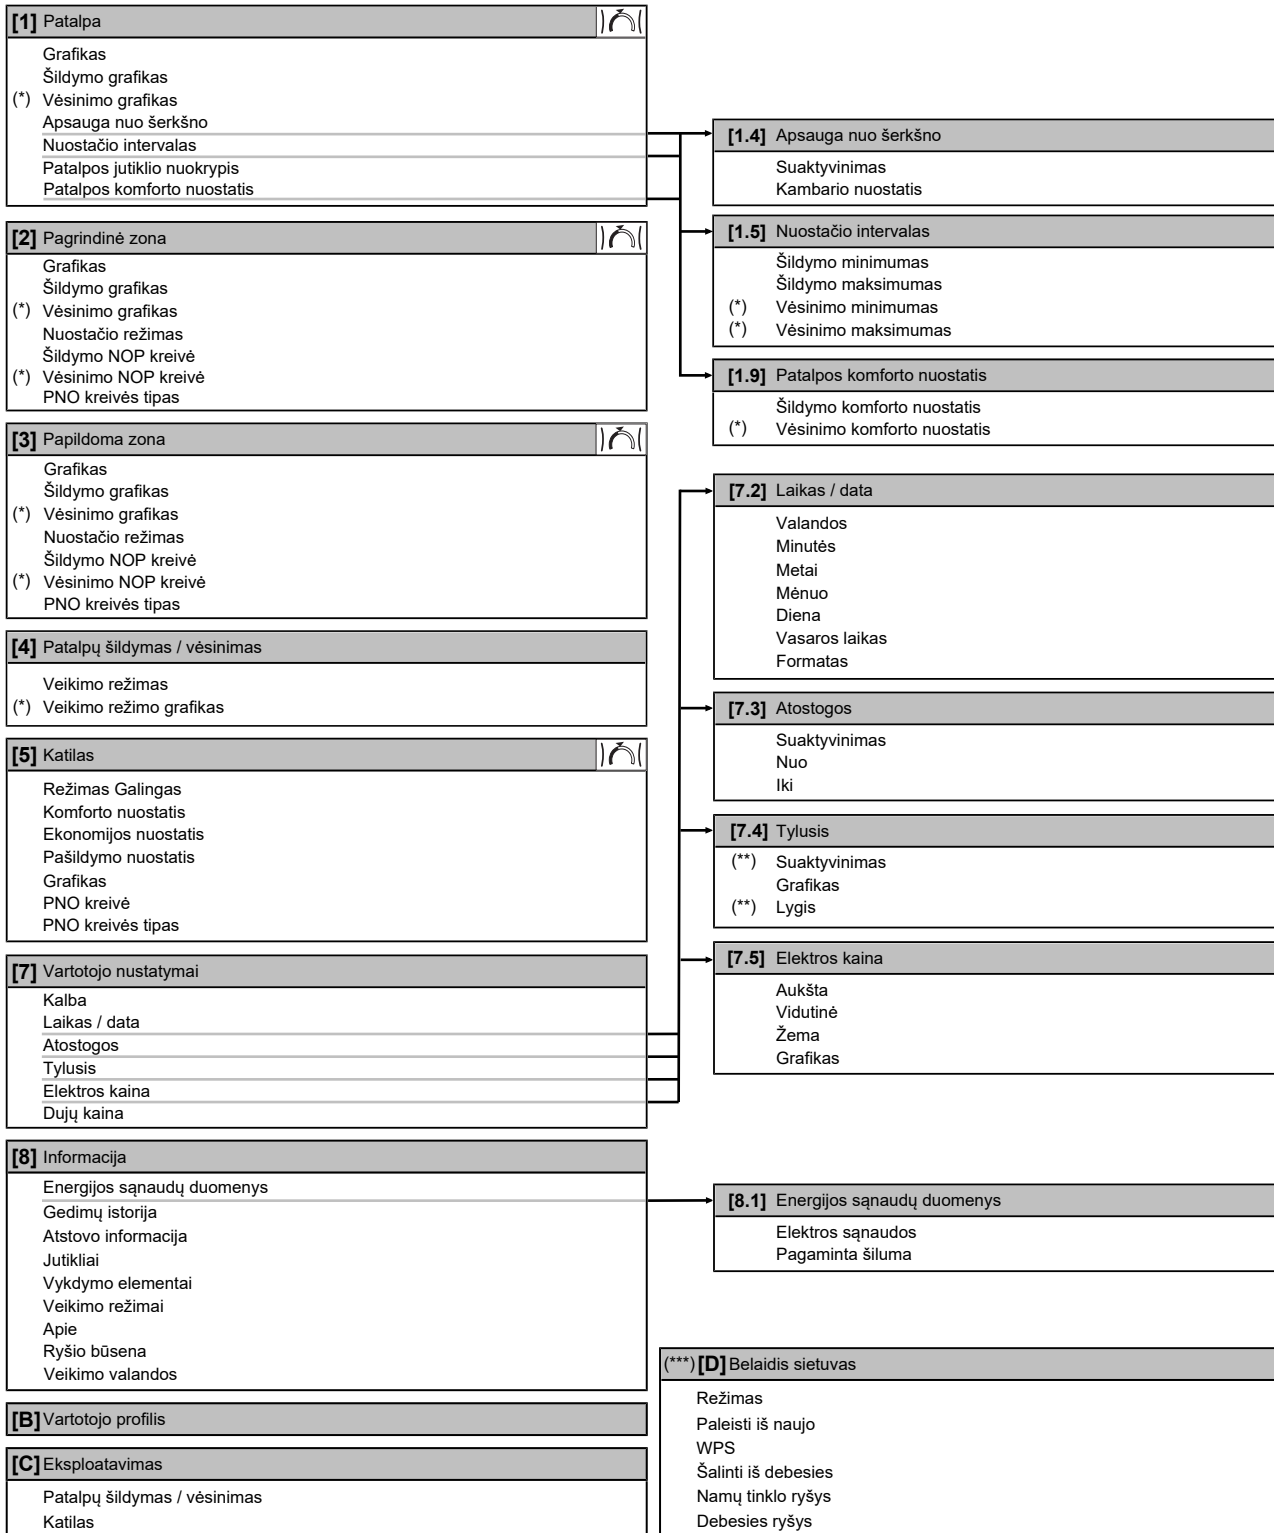 [1] Patalpa
Grafikas
Šildymo grafikas
(*) Vėsinimo grafikas
Apsauga nuo šerkšno
Nuostačio intervalas
Patalpos jutiklio nuokrypis
Patalpos komforto nuostatis
[2] Pagrindinė zona
Grafikas
Šildymo grafikas
(*) Vėsinimo grafikas
Nuostačio režimas
Šildymo NOP kreivė
(*) Vėsinimo NOP kreivė
PNO kreivės tipas
[3] Papildoma zona
Grafikas
Šildymo grafikas
(*) Vėsinimo grafikas
Nuostačio režimas
Šildymo NOP kreivė
(*) Vėsinimo NOP kreivė
PNO kreivės tipas
[4] Patalpų šildymas / vėsinimas
Veikimo režimas
(*) Veikimo režimo grafikas
[5] Katilas
Režimas Galingas
Komforto nuostatis
Ekonomijos nuostatis
Pašildymo nuostatis
Grafikas
PNO kreivė
PNO kreivės tipas
[7] Vartotojo nustatymai
Kalba
Laikas / data
Atostogos
Tylusis
Elektros kaina
Dujų kaina
[8] Informacija
Energijos sąnaudų duomenys
Gedimų istorija
Atstovo informacija
Jutikliai
Vykdymo elementai
Veikimo režimai
Apie
Ryšio būsena
Veikimo valandos
[B] Vartotojo profilis
[C] Eksploatavimas
Patalpų šildymas / vėsinimas
Katilas
[1.4] Apsauga nuo šerkšno
Suaktyvinimas
Kambario nuostatis
[1.5] Nuostačio intervalas
Šildymo minimumas
Šildymo maksimumas
(*) Vėsinimo minimumas
(*) Vėsinimo maksimumas
[1.9] Patalpos komforto nuostatis
Šildymo komforto nuostatis
(*) Vėsinimo komforto nuostatis
[7.2] Laikas / data
Valandos
Minutės
Metai
Mėnuo
Diena
Vasaros laikas
Formatas
[7.3] Atostogos
Suaktyvinimas
Nuo
Iki
[7.4] Tylusis
(**) Suaktyvinimas
Grafikas
(**) Lygis
[7.5] Elektros kaina
Aukšta
Vidutinė
Žema
Grafikas
[8.1] Energijos sąnaudų duomenys
Elektros sąnaudos
Pagaminta šiluma
(***) [D] Belaidis sietuvas
Režimas
Paleisti iš naujo
WPS
Šalinti iš debesies
Namų tinklo ryšys
Debesies ryšys